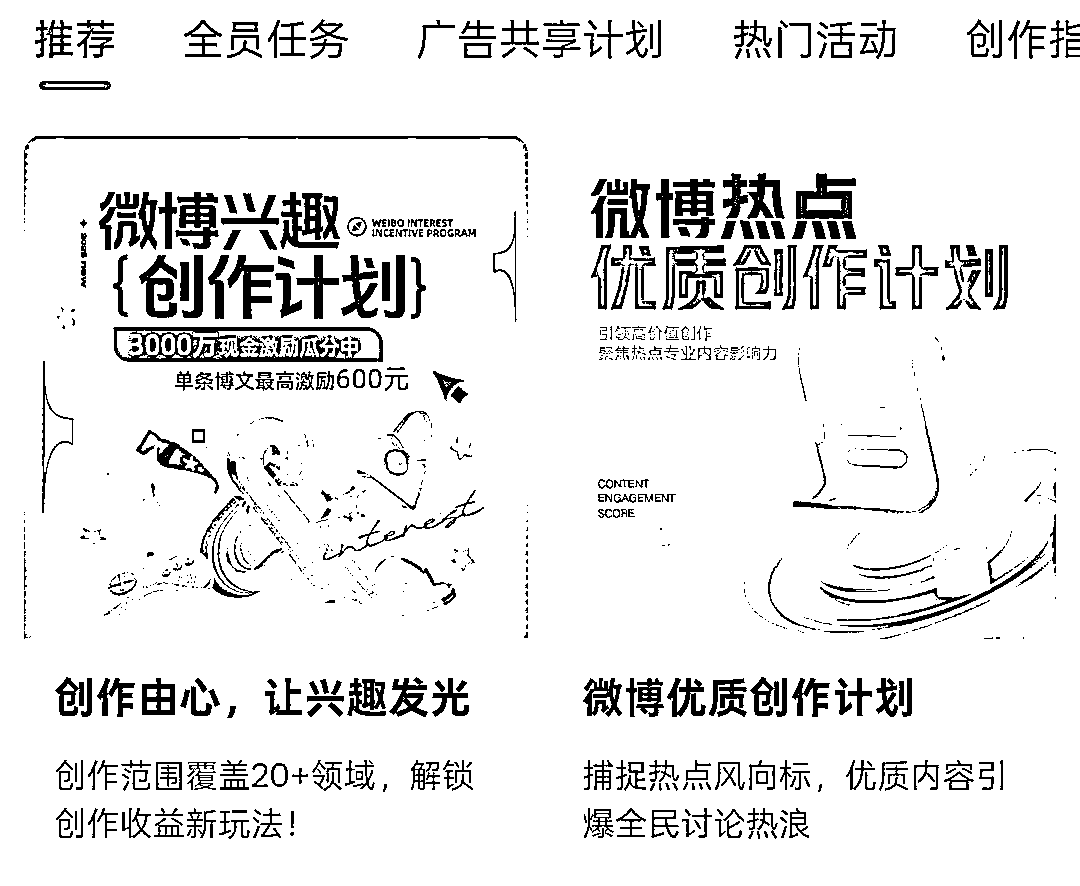 推荐 全员任务 广告共享计划 热门活动 创作指
微博兴趣
WEIBO INTEREST
INCENTIVE PROGRAM
{创作计划}
3000万现金激励瓜分中
单条博文最高激励600元
interest
微博热点
优质创作计划
引领高价值创作
聚焦热点专业内容影响力
CONTENT
ENGAGEMENT
SCORE
创作由心，让兴趣发光
创作范围覆盖20+领域，解锁
创作收益新玩法！
微博优质创作计划
捕捉热点风向标，优质内容引
爆全民讨论热浪